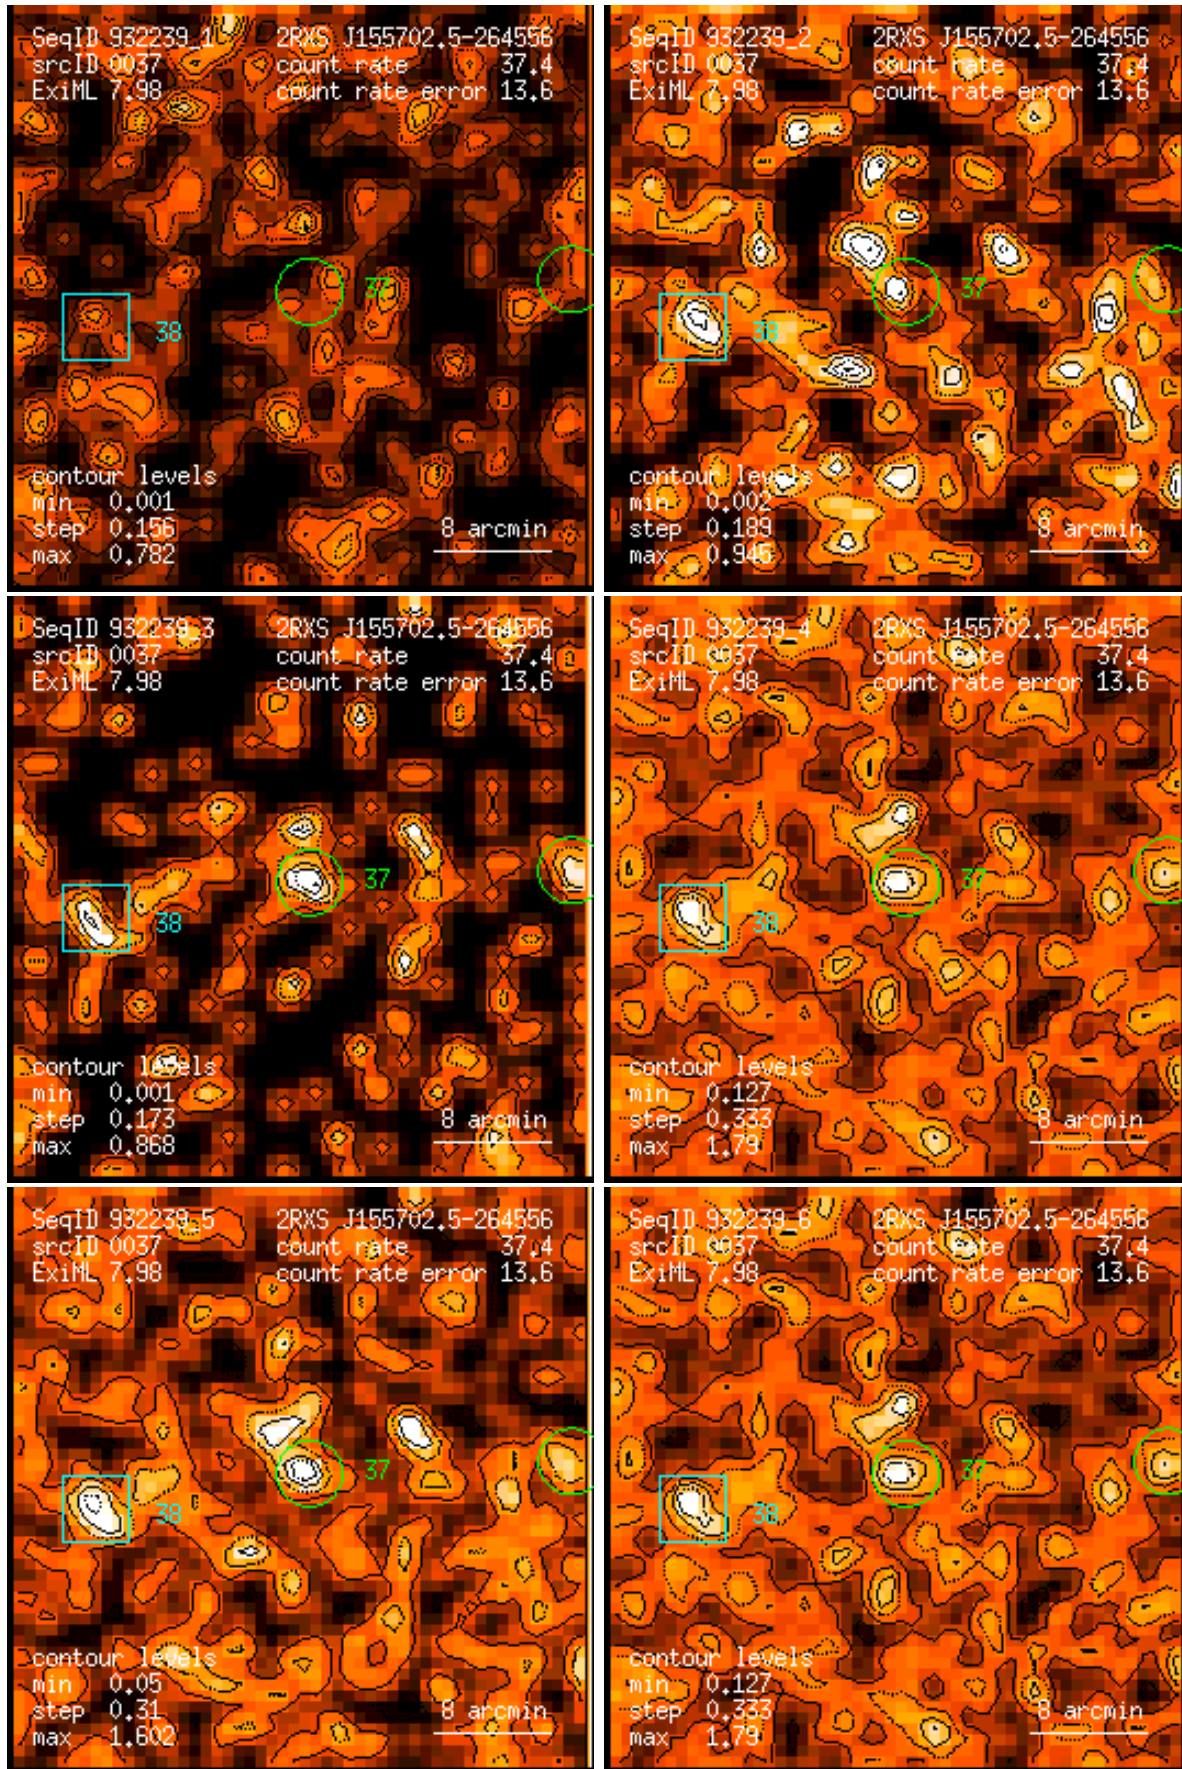 SeqID 932239_1 2RXS J155702.5-264556
srcID 0037 count rate 37.4
ExiML 7.98 count rate error 13.6
37
38
contour levels
min 0.001
step 0.156 8 arcmin
max 0.782
SeqID 932239_2 2RXS J155702.5-264556
srcID 0037 count rate 37.4
ExiML 7.98 count rate error 13.6
37
38
contour levels
min 0.002
step 0.189 8 arcmin
max 0.945
SeqID 932239_3 2RXS J155702.5-264556
srcID 0037 count rate 37.4
ExiML 7.98 count rate error 13.6
37
38
contour levels
min 0.001
step 0.173 8 arcmin
max 0.868
SeqID 932239_4 2RXS J155702.5-264556
srcID 0037 count rate 37.4
ExiML 7.98 count rate error 13.6
37
38
contour levels
min 0.127
step 0.333 8 arcmin
max 1.79
SeqID 932239_5 2RXS J155702.5-264556
srcID 0037 count rate 37.4
ExiML 7.98 count rate error 13.6
37
38
contour levels
min 0.05
step 0.31 8 arcmin
max 1.602
SeqID 932239_6 2RXS J155702.5-264556
srcID 0037 count rate 37.4
ExiML 7.98 count rate error 13.6
37
38
contour levels
min 0.127
step 0.333 8 arcmin
max 1.79